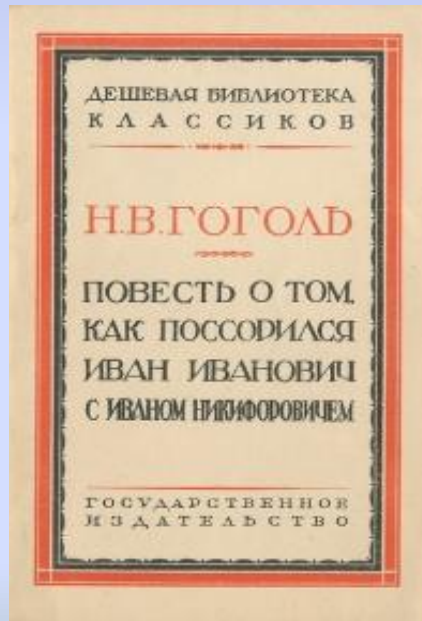 ДЕШЕВАЯ БИБЛИОТЕКА
КЛАССИКОВ
Н.В.ГОГОЛЬ
ПОВЕСТЬ О ТОМ,
КАК ПОССОРИЛСЯ
ИВАН ИВАНОВИЧ
С ИВАНОМ НИКИФОРОВИЧЕМ
ГОСУДАРСТВЕННОЕ
ИЗДАТЕЛЬСТВО